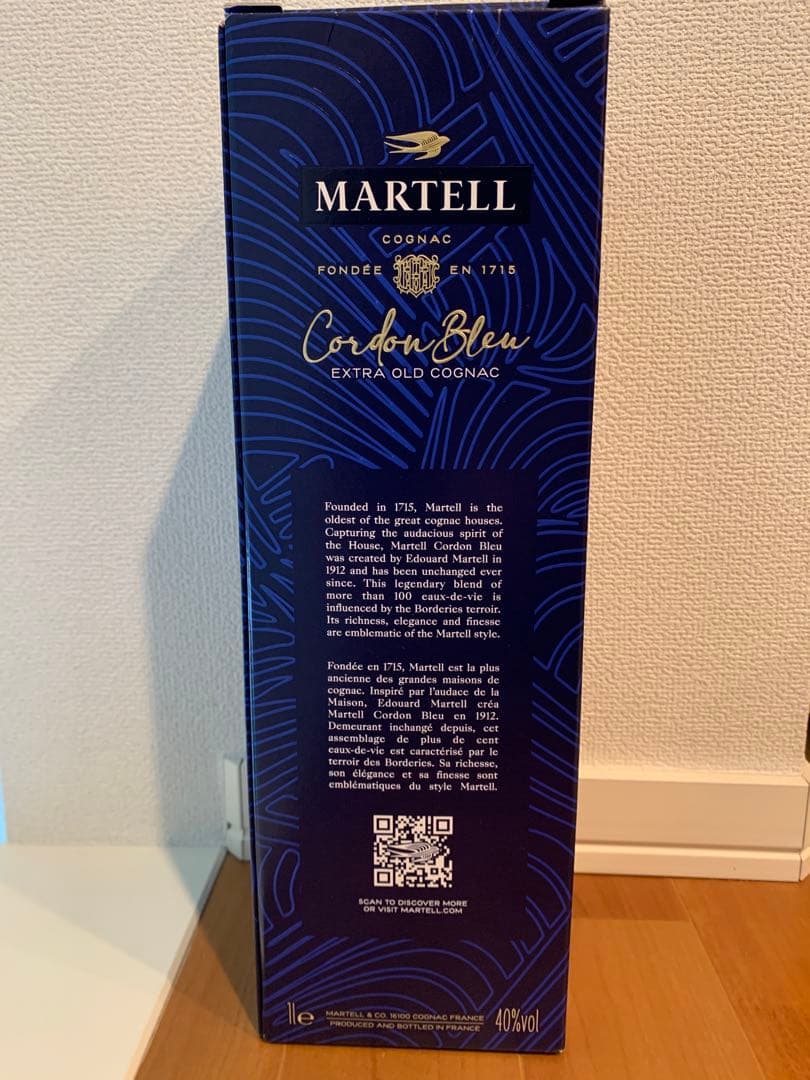 MARTELL
COGNAC
FONDÉE EN 1715
Cordon Bleu
EXTRA OLD COGNAC
Founded in 1715, Martell is the
oldest of the great cognac houses.
Capturing the audacious spirit of
the House, Martell Cordon Bleu
was created by Edouard Martell in
1912 and has been unchanged ever
since. This legendary blend of
more than 100 eaux-de-vie is
influenced by the Borderies terroir.
Its richness, elegance and finesse
are emblematic of the Martell style.
Fondée en 1715, Martell est la plus
ancienne des grandes maisons de
cognac. Inspiré par l'audace de la
Maison, Edouard Martell créa
Martell Cordon Bleu en 1912.
Demeurant inchangé depuis, cet
assemblage de plus de cent
eaux-de-vie est caractérisé par le
terroir des Borderies. Sa richesse,
son élégance et sa finesse sont
emblématiques du style Martell.
SCAN TO DISCOVER MORE
OR VISIT MARTELL.COM
1l e MARTELL & CO. 16100 COGNAC FRANCE 40%vol
PRODUCED AND BOTTLED IN FRANCE